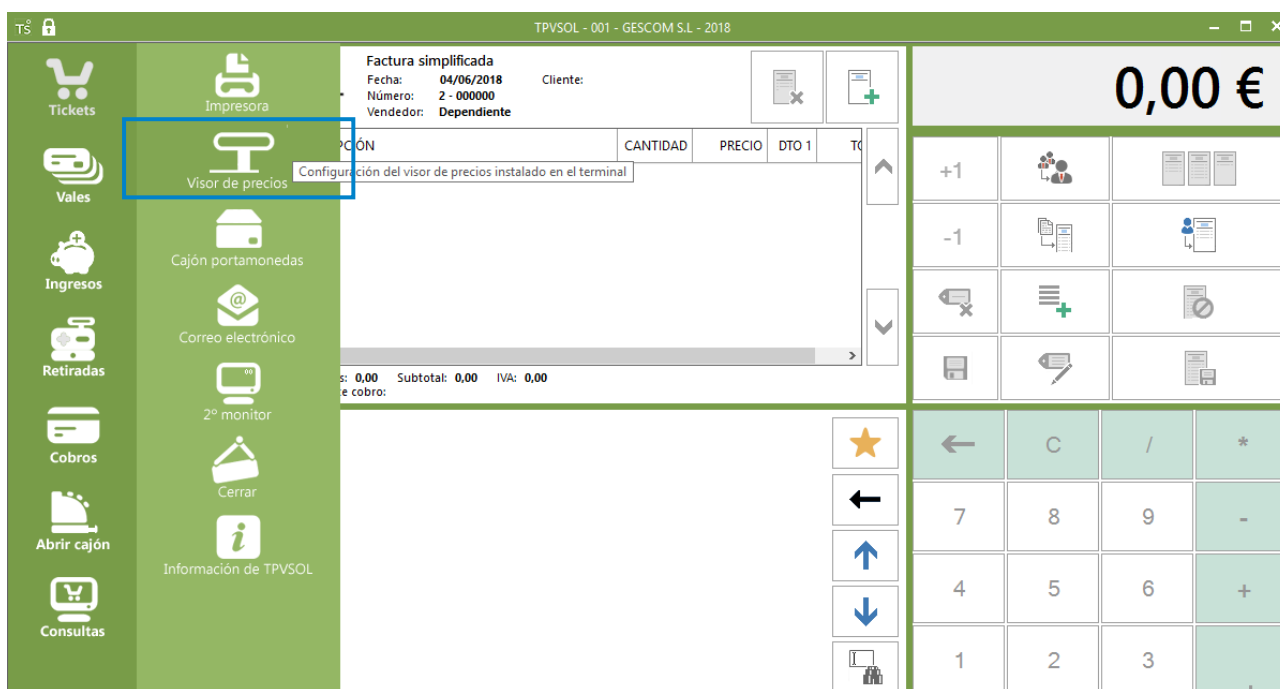 TPVSOL - 001 - GESCOM S.L - 2018
Tickets
Vales
Ingresos
Retiradas
Cobros
Abrir cajón
Consultas
Impresora
Visor de precios
Cajón portamonedas
Correo electrónico
2º monitor
Cerrar
Información de TPVSOL
Configuración del visor de precios instalado en el terminal
Factura simplificada
Fecha: 04/06/2018 Cliente:
Número: 2 - 000000
Vendedor: Dependiente
CANTIDAD PRECIO DTO 1
Subtotal: 0,00 IVA: 0,00
e cobro:
0,00 €
+1
-1
C / *
7 8 9 -
4 5 6 +
1 2 3